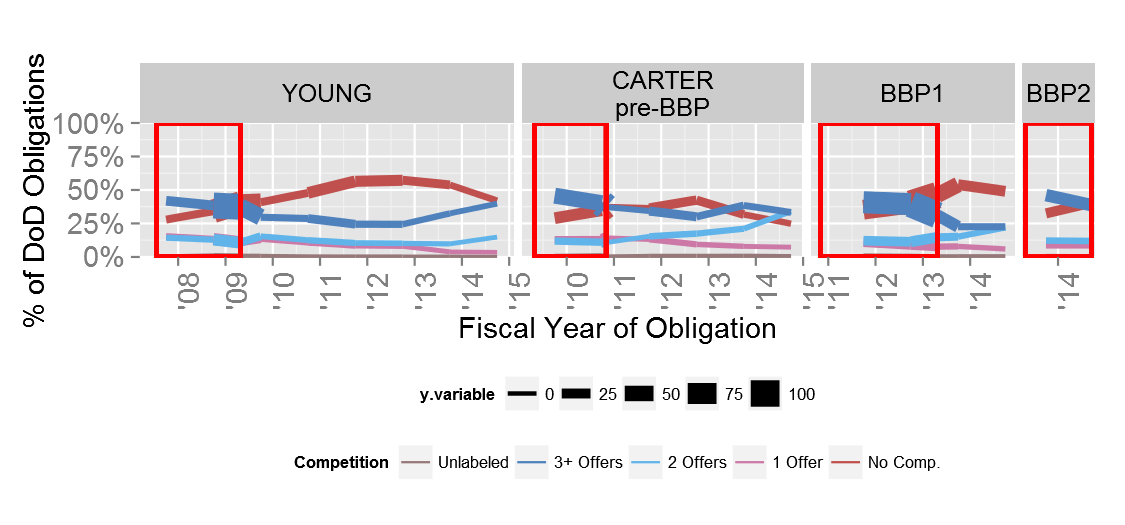 YOUNG
CARTER
pre-BBP
BBP1
BBP2
% of DoD Obligations
100%
75%
50%
25%
0%
'08 '09 '10 '11 '12 '13 '14 '15 '10 '11 '12 '13 '14 '15 '11 '12 '13 '14 '14
Fiscal Year of Obligation
y.variable 0 25 50 75 100
Competition Unlabeled 3+ Offers 2 Offers 1 Offer No Comp.